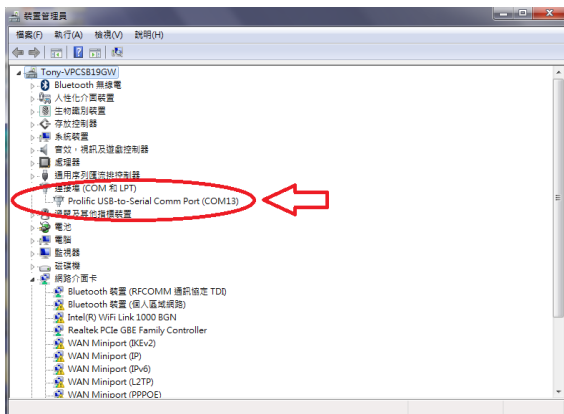 裝置管理員
檔案(F) 執行(A) 檢視(V) 說明(H)
Tony-VPCSB19GW
Bluetooth 無線電
人性化介面裝置
生物識別裝置
存放控制器
系統裝置
音效，視訊及遊戲控制器
處理器
通用序列匯流排控制器
連接埠 (COM 和 LPT)
Prolific USB-to-Serial Comm Port (COM13)
滑鼠及其他指標裝置
電池
電腦
監視器
磁碟機
網路介面卡
Bluetooth 裝置 (RFCOMM 通訊協定 TDI)
Bluetooth 裝置 (個人區域網路)
Intel(R) WiFi Link 1000 BGN
Realtek PCIe GBE Family Controller
WAN Miniport (IKEv2)
WAN Miniport (IP)
WAN Miniport (IPv6)
WAN Miniport (L2TP)
WAN Miniport (PPPOE)